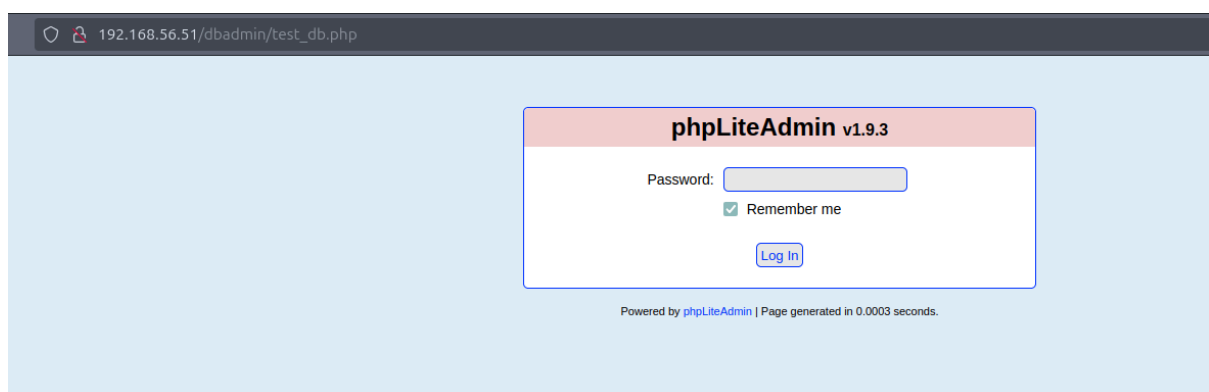 192.168.56.51/dbadmin/test_db.php
phpLiteAdmin v1.9.3
Password:
Remember me
Log In
Powered by phpLiteAdmin | Page generated in 0.0003 seconds.